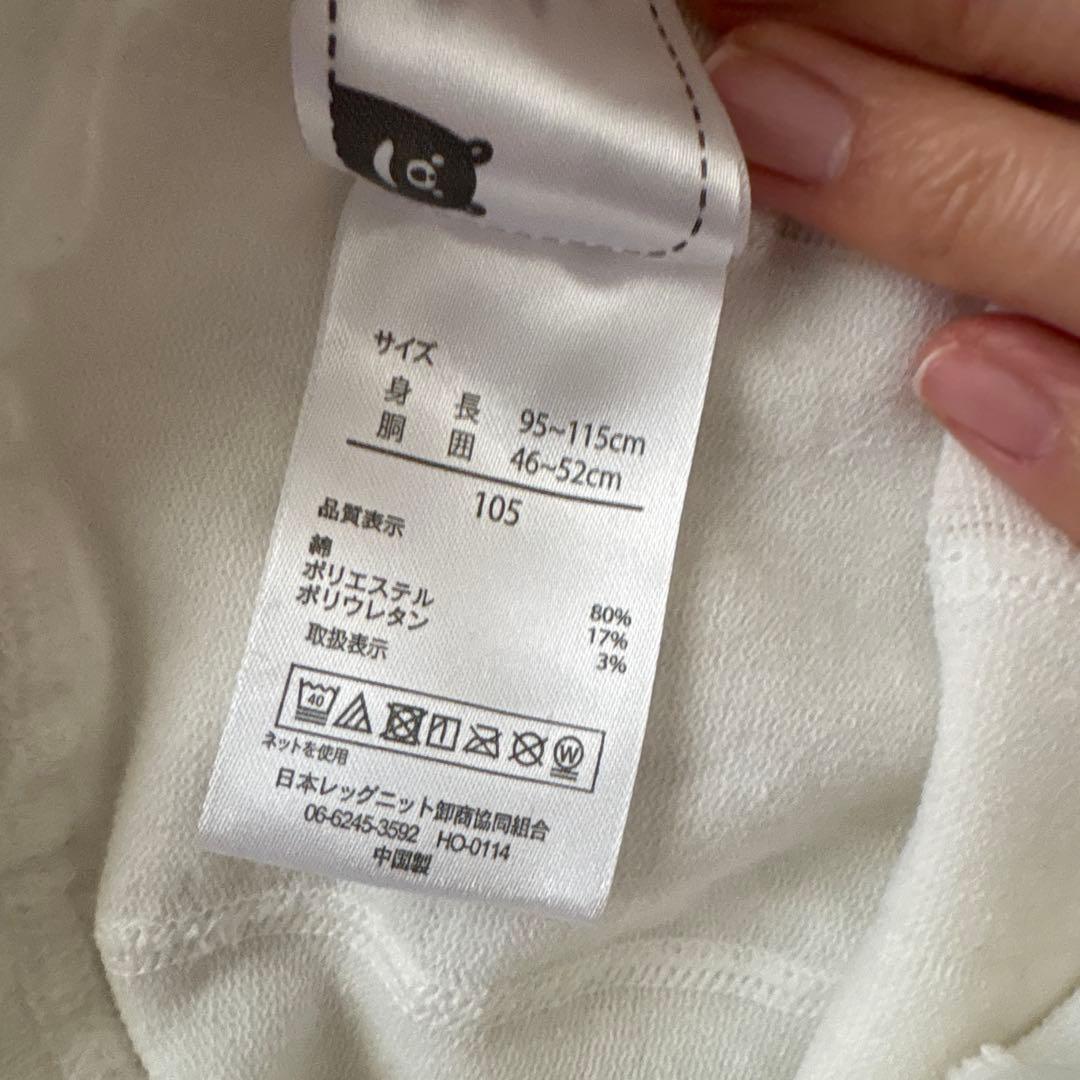 サイズ
身長 95~115cm
胴囲 46~52cm
105
品質表示
綿 80%
ポリエステル 17%
ポリウレタン 3%
取扱表示
40 W
ネットを使用
日本レッグニット卸商協同組合
06-6245-3592 HO-0114
中国製